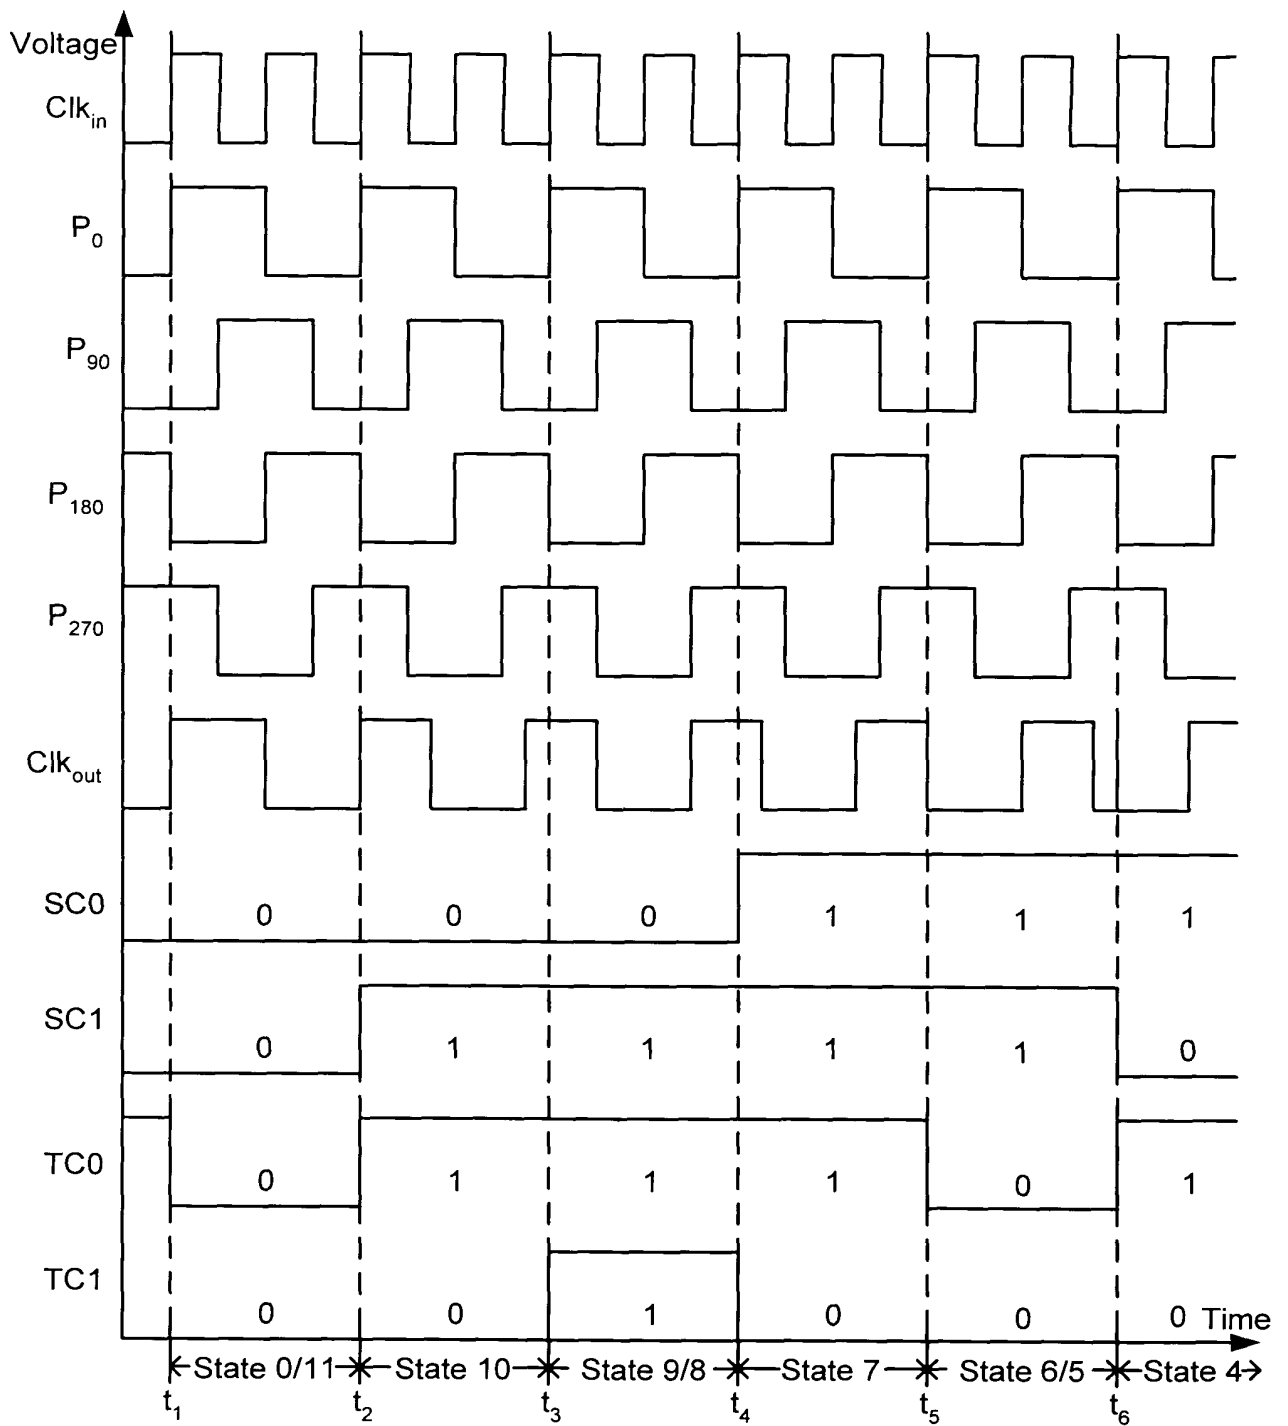 Voltage
Clk_in
P_0
P_90
P_180
P_270
Clk_out
SC0 0 0 0 1 1 1
SC1 0 1 1 1 1 0
TC0 0 1 1 1 0 1
TC1 0 0 1 0 0 0 Time
State 0/11 State 10 State 9/8 State 7 State 6/5 State 4
t_1 t_2 t_3 t_4 t_5 t_6